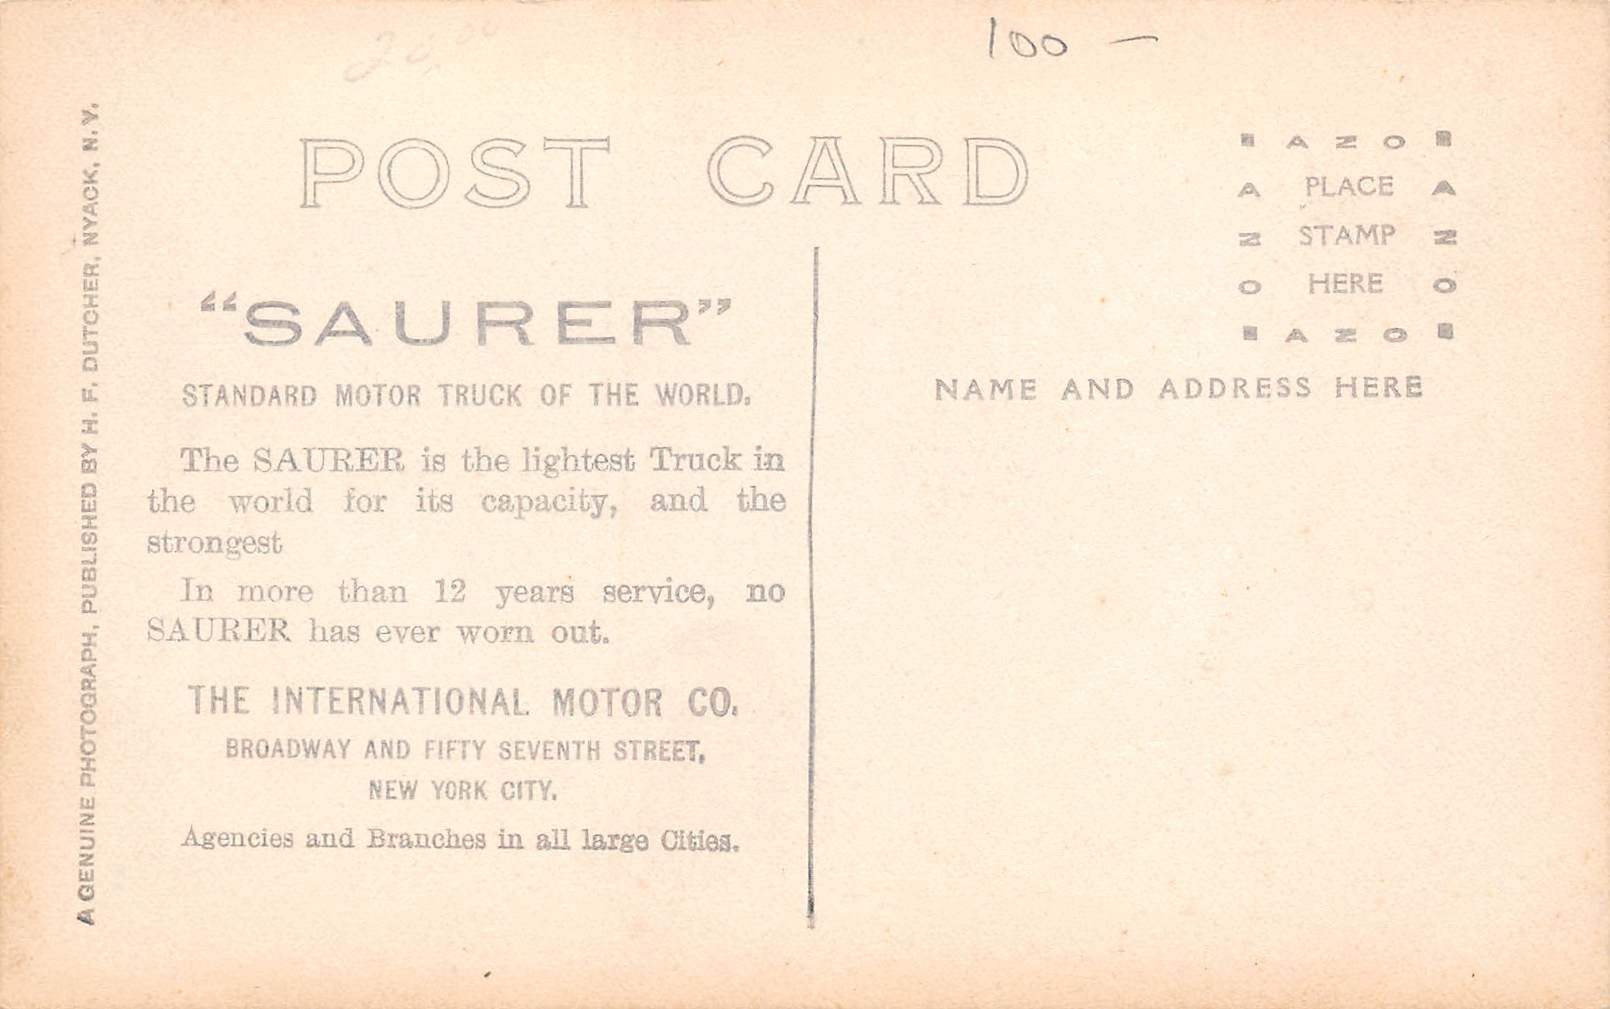 100 —
A GENUINE PHOTOGRAPH, PUBLISHED BY H. F. DUTCHER, NYACK, N. Y.
POST CARD
AZO
PLACE
STAMP
HERE
AZO
AZO
AZO
"SAURER"
STANDARD MOTOR TRUCK OF THE WORLD.
The SAURER is the lightest Truck in
the world for its capacity, and the
strongest
In more than 12 years service, no
SAURER has ever worn out.
THE INTERNATIONAL MOTOR CO.
BROADWAY AND FIFTY SEVENTH STREET,
NEW YORK CITY.
Agencies and Branches in all large Cities.
NAME AND ADDRESS HERE